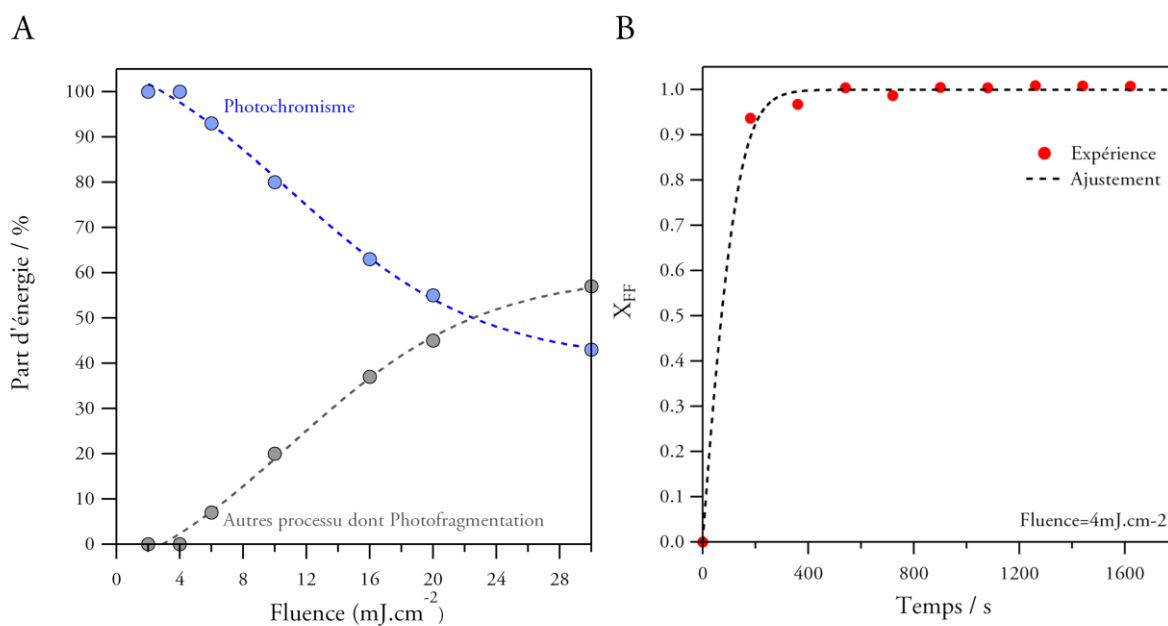 A
100
90
80
70
60
50
40
30
20
10
0
Part d'énergie / %
Photochromisme
Autres processu dont Photofragmentation
0 4 8 12 16 20 24 28
Fluence (mJ.cm-2)
B
1.0
0.9
0.8
0.7
0.6
0.5
0.4
0.3
0.2
0.1
0.0
XFF
Expérience
Ajustement
Fluence=4mJ.cm-2
0 400 800 1200 1600
Temps / s